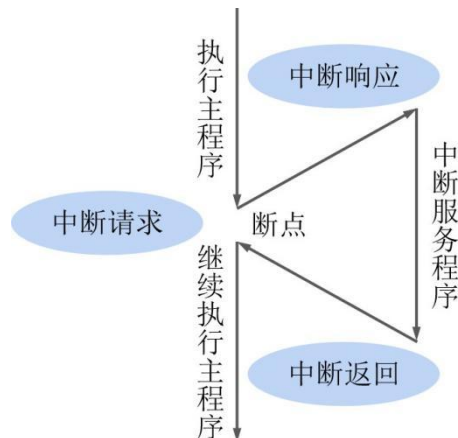 执行主程序
中断响应
中断服务程序
中断请求
断点
继续执行主程序
中断返回